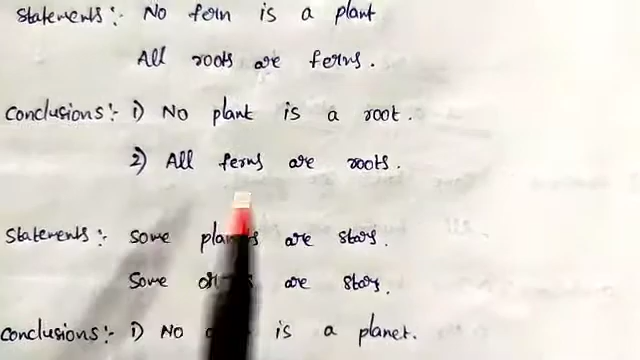 Statements:- No fern is a plant
All roots are ferns.
Conclusions:- 1) No plant is a root.
2) All ferns are roots.
Statements:- Some are stars.
Some are stars.
Conclusions:- 1) No is a planet.